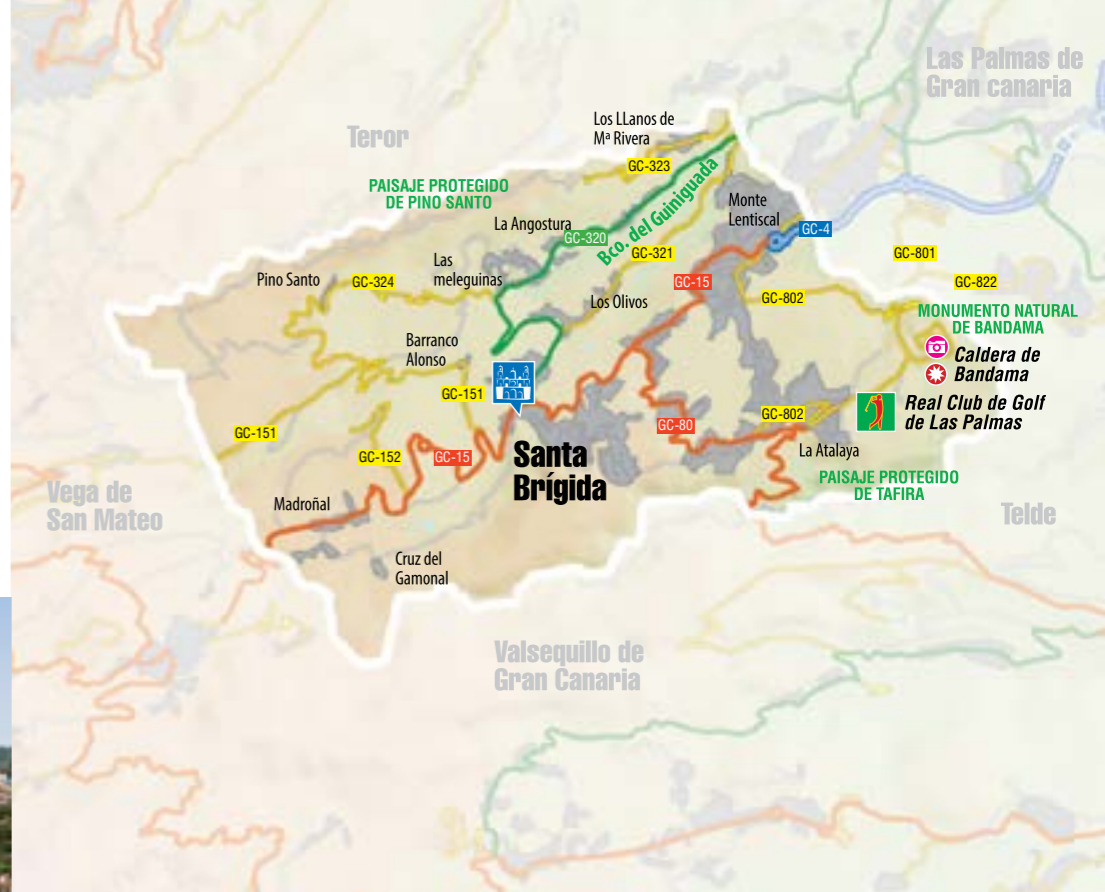 Las Palmas de
Gran canaria
Los LLanos de
Mª Rivera
Teror
GC-323
PAISAJE PROTEGIDO
DE PINO SANTO
Bco. del Guiniguada
Monte
Lentiscal
La Angostura
GC-320
GC-4
GC-321
GC-801
Las
meleguinas
Pino Santo
GC-324
GC-15
GC-822
Los Olivos
GC-802
MONUMENTO NATURAL
DE BANDAMA
Barranco
Alonso
Caldera de
Bandama
GC-151
Real Club de Golf
de Las Palmas
GC-802
GC-80
GC-151
Santa
Brígida
GC-152
GC-15
La Atalaya
PAISAJE PROTEGIDO
DE TAFIRA
Vega de
San Mateo
Madroñal
Telde
Cruz del
Gamonal
Valsequillo de
Gran Canaria